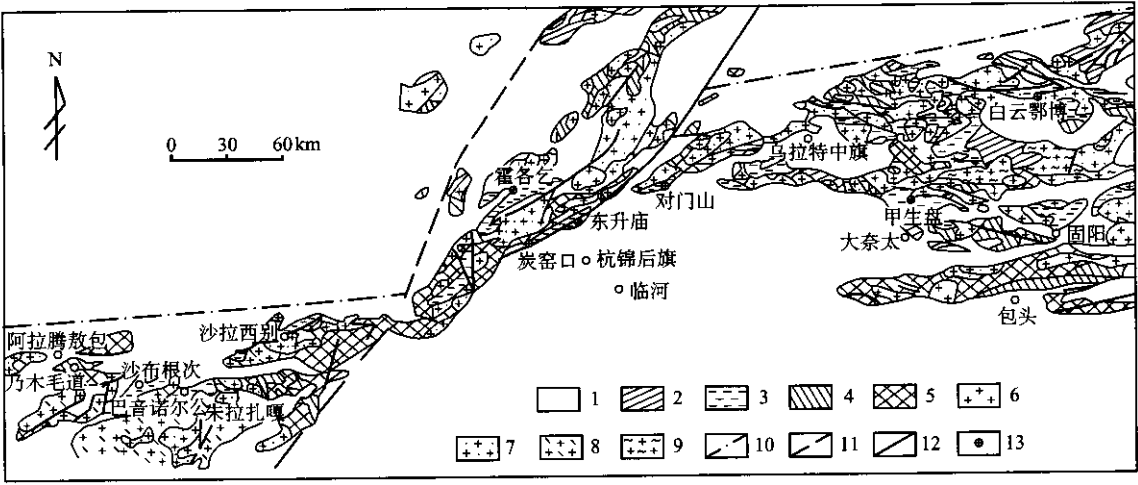 N
0 30 60 km
白云鄂博
乌拉特中旗
霍各乞
对门山
甲生盘
东升庙
大奈太
固阳
炭窑口
杭锦后旗
临河
包头
沙拉西别
阿拉腾敖包
乃木毛道
沙布根次
巴音诺尔公
朱拉扎嘎
1 2 3 4 5 6
7 8 9 10 11 12 13